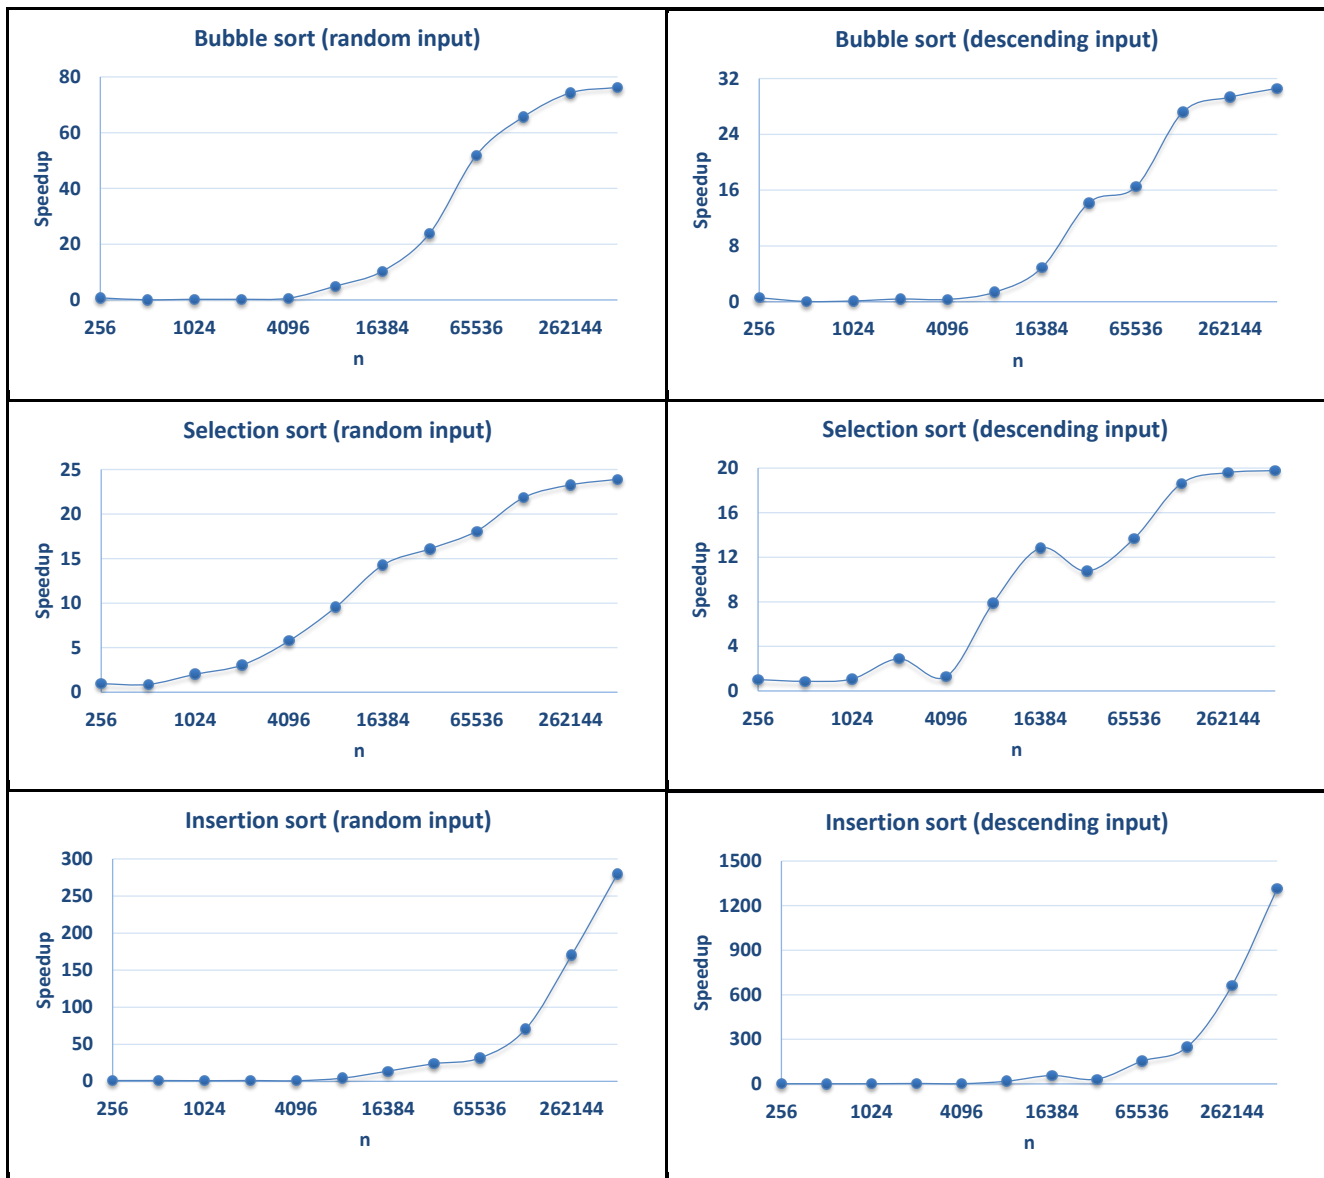 Bubble sort (random input)
80
60
40
20
0
Speedup
256 1024 4096 16384 65536 262144
n
Bubble sort (descending input)
32
24
16
8
0
Speedup
256 1024 4096 16384 65536 262144
n
Selection sort (random input)
25
20
15
10
5
0
Speedup
256 1024 4096 16384 65536 262144
n
Selection sort (descending input)
20
16
12
8
4
0
Speedup
256 1024 4096 16384 65536 262144
n
Insertion sort (random input)
300
250
200
150
100
50
0
Speedup
256 1024 4096 16384 65536 262144
n
Insertion sort (descending input)
1500
1200
900
600
300
0
Speedup
256 1024 4096 16384 65536 262144
n